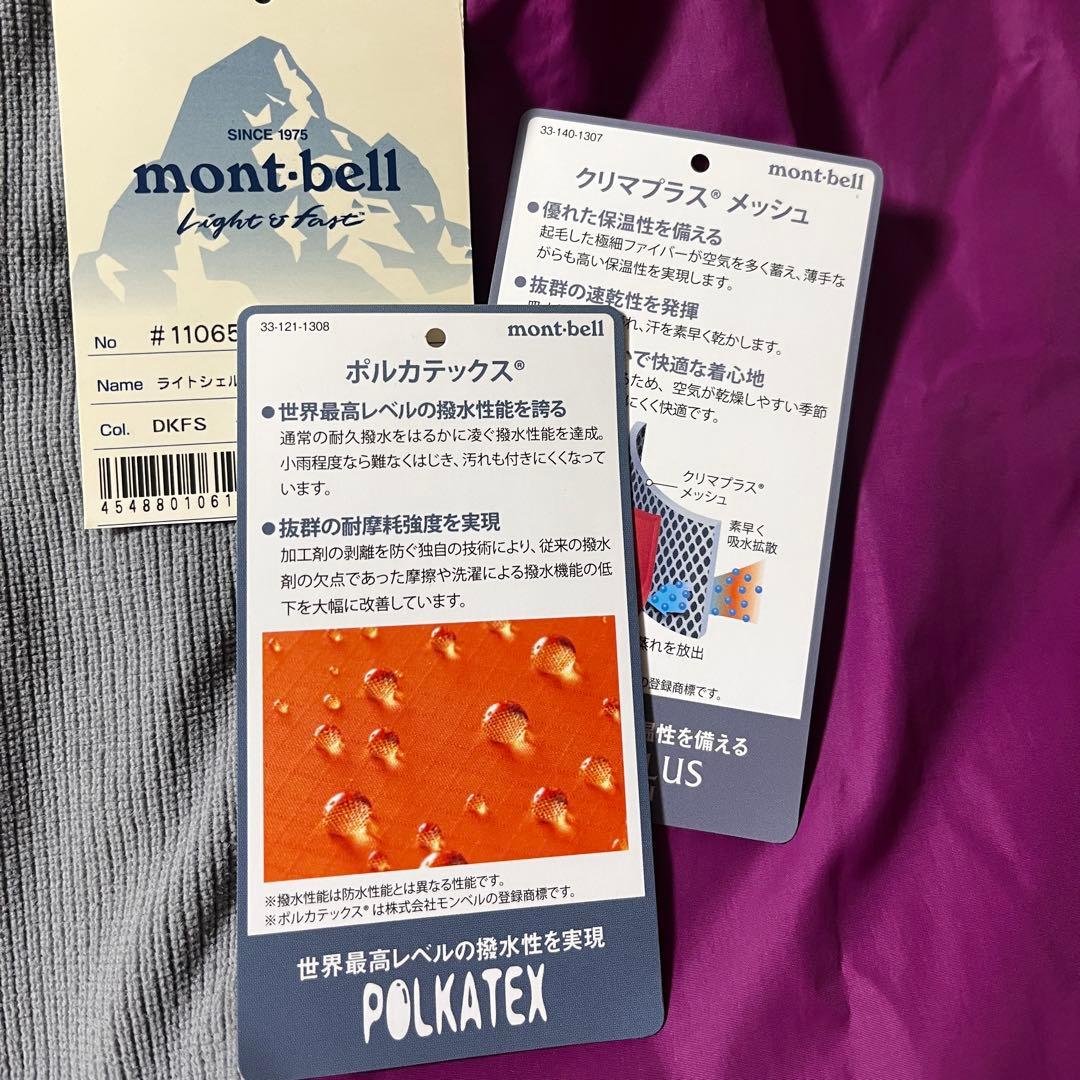 SINCE 1975
mont·bell
Light & Fast™
No #11065
Name ライトシェル
Col. DKFS
4548801061
33-121-1308
mont·bell
ポルカテックス®
●世界最高レベルの撥水性能を誇る
通常の耐久撥水をはるかに凌ぐ撥水性能を達成。
小雨程度なら難なくはじき、汚れも付きにくくなって
います。
●抜群の耐摩耗強度を実現
加工剤の剥離を防ぐ独自の技術により、従来の撥水
剤の欠点であった摩擦や洗濯による撥水機能の低
下を大幅に改善しています。
※撥水性能は防水性能とは異なる性能です。
※ポルカテックス®は株式会社モンベルの登録商標です。
世界最高レベルの撥水性を実現
POLKATEX
33-140-1307
mont·bell
クリマプラス® メッシュ
●優れた保温性を備える
起毛した極細ファイバーが空気を多く蓄え、薄手な
がらも高い保温性を実現します。
●抜群の速乾性を発揮
れ、汗を素早く乾かします。
で快適な着心地
ため、空気が乾燥しやすい季節
にくく快適です。
クリマプラス®
メッシュ
素早く
吸水拡散
蒸れを放出
の登録商標です。
温性を備える
LUS